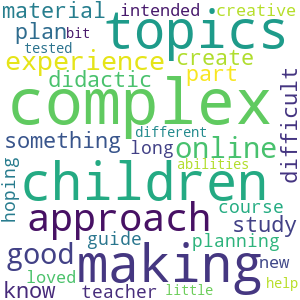 material intended creative
plan bit topics
tested create
experience part
didactic
complex
something different difficult
long online
abilities
hoping children
approach course study
guide planning
good making new
loved
know teacher little help